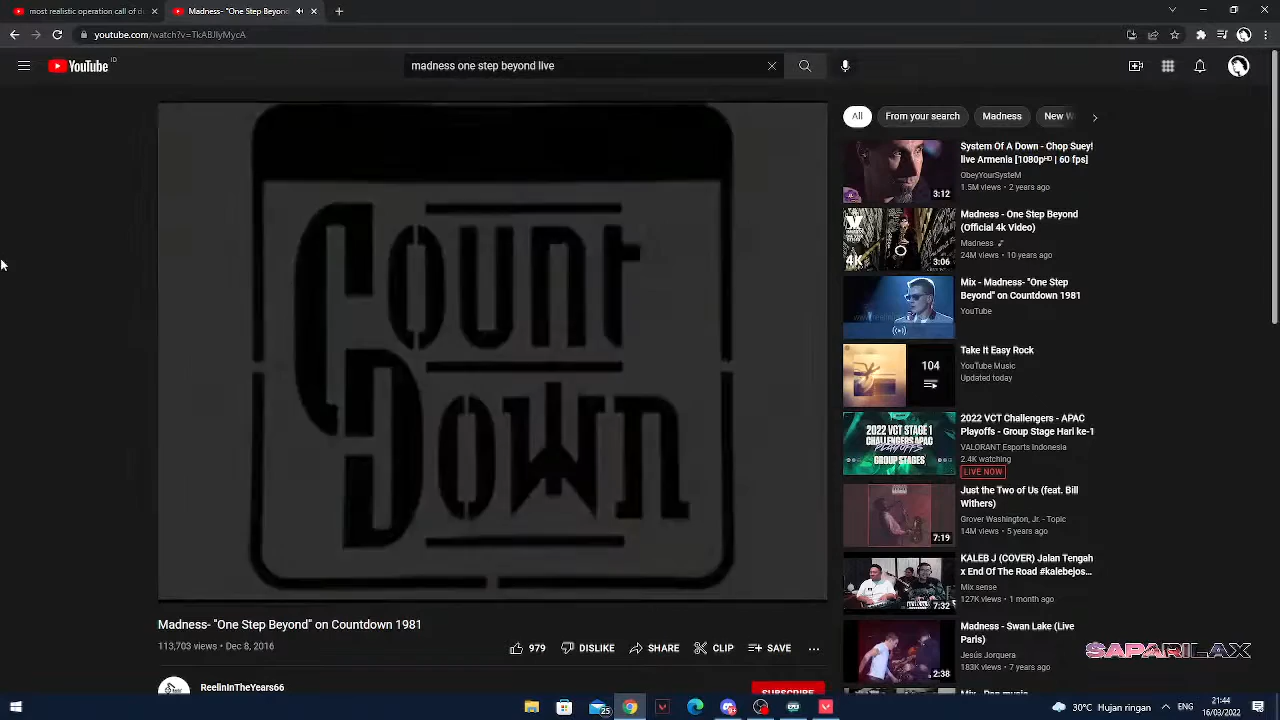 most realistic operation call of d
Madness- "One Step Beyond
youtube.com/watch?v=TkABJlyMycA
YouTube ID
madness one step beyond live
Count
Down
Madness- "One Step Beyond" on Countdown 1981
113,703 views • Dec 8, 2016
979
DISLIKE
SHARE
CLIP
SAVE
ReelinInTheYears66
SUBSCRIBE
All
From your search
Madness
New W
System Of A Down - Chop Suey!
live Armenia [1080pᴴᴰ | 60 fps]
ObeyYourSysteM
1.5M views • 2 years ago
3:12
Madness - One Step Beyond
(Official 4k Video)
Madness
24M views • 10 years ago
4K
3:06
Mix - Madness- "One Step
Beyond" on Countdown 1981
YouTube
Take It Easy Rock
YouTube Music
Updated today
104
2022 VCT Challengers - APAC
Playoffs - Group Stage Hari ke-1
VALORANT Esports Indonesia
2.4K watching
LIVE NOW
2022 VCT STAGE 1
CHALLENGERS APAC
PLAYOFFS
GROUP STAGES
Just the Two of Us (feat. Bill
Withers)
Grover Washington, Jr. - Topic
14M views • 5 years ago
7:19
KALEB J (COVER) Jalan Tengah
x End Of The Road #kalebejos...
Mix sense
127K views • 1 month ago
7:32
Madness - Swan Lake (Live
Paris)
Jesús Jorquera
183K views • 7 years ago
2:38
SAPARILAX
30°C Hujan ringan
ENG
21:44
16/03/2022